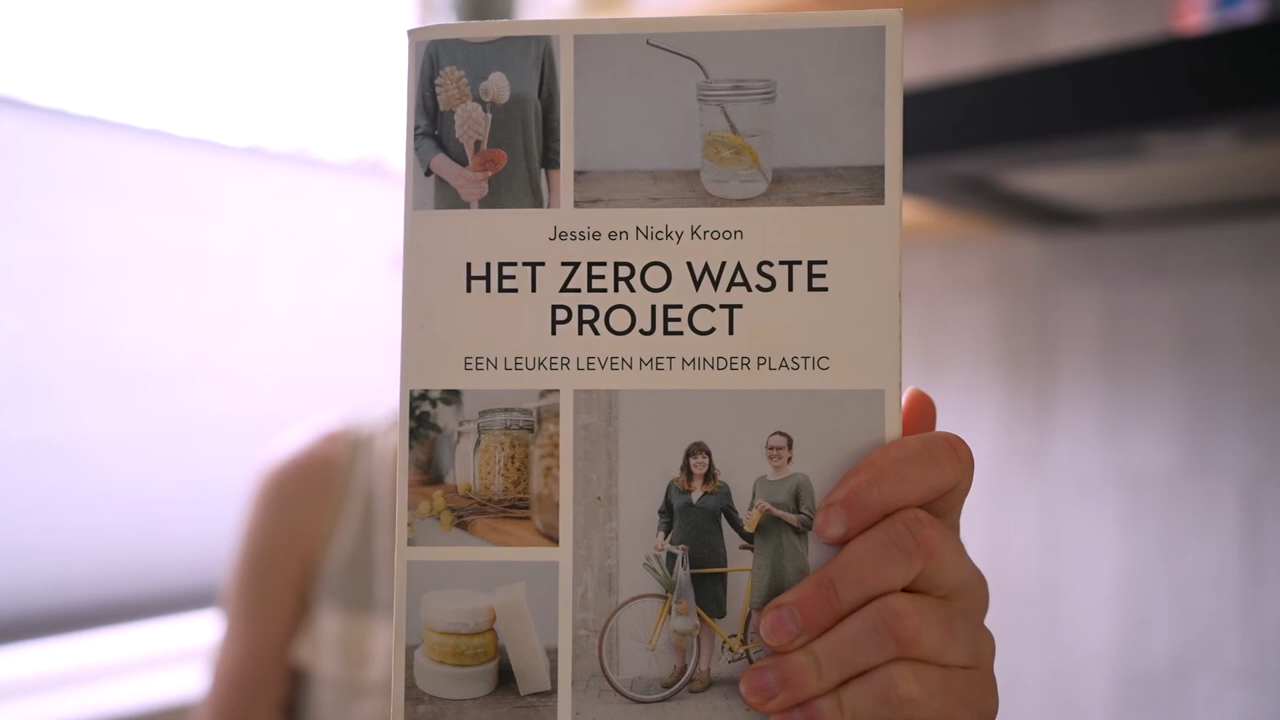 Jessie en Nicky Kroon
HET ZERO WASTE
PROJECT
EEN LEUKER LEVEN MET MINDER PLASTIC